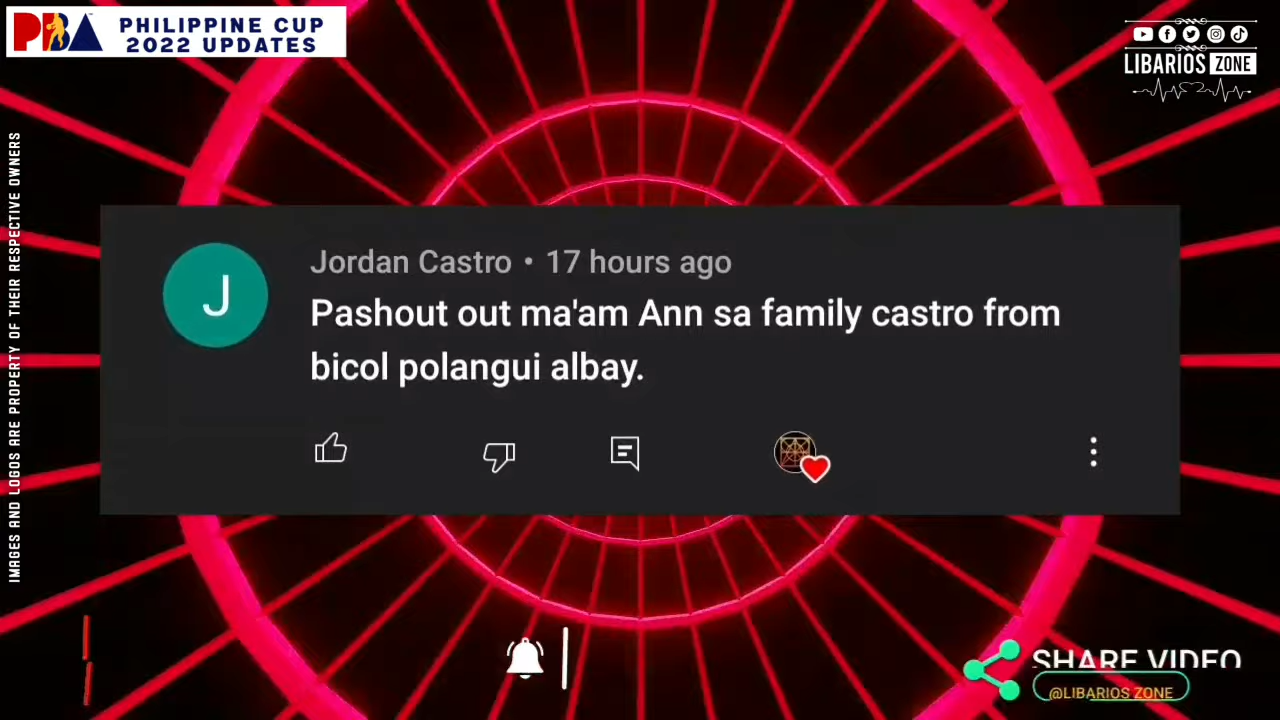 PBA PHILIPPINE CUP
2022 UPDATES
LIBARIOS ZONE
IMAGES AND LOGOS ARE PROPERTY OF THEIR RESPECTIVE OWNERS
J
Jordan Castro • 17 hours ago
Pashout out ma'am Ann sa family castro from
bicol polangui albay.
SHARE VIDEO
@LIBARIOS ZONE